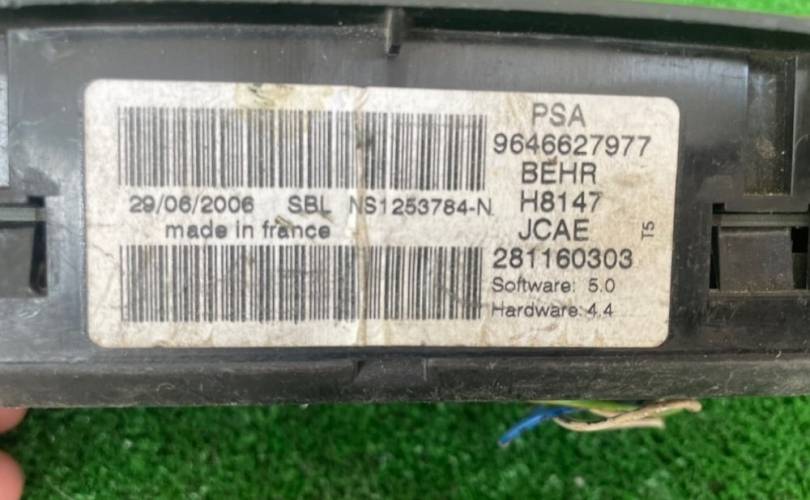 PSA
9646627977
BEHR
29/06/2006 SBL NS1253784-N H8147
made in france JCAE
T5
281160303
Software: 5.0
Hardware: 4.4